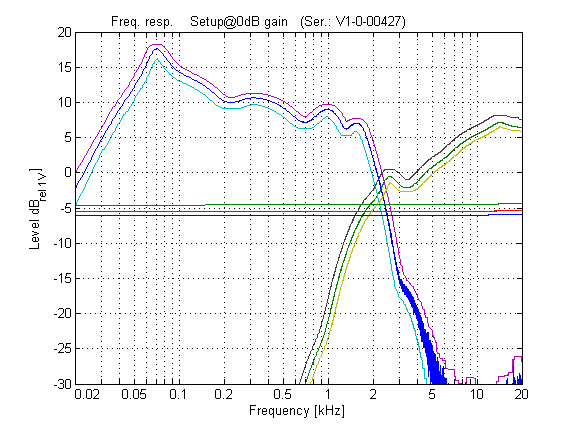 Freq. resp. Setup@0dB gain (Ser.: V1-0-00427)
Level dB rel 1V
20
15
10
5
0
-5
-10
-15
-20
-25
-30
0.02 0.05 0.1 0.2 0.5 1 2 5 10 20
Frequency [kHz]